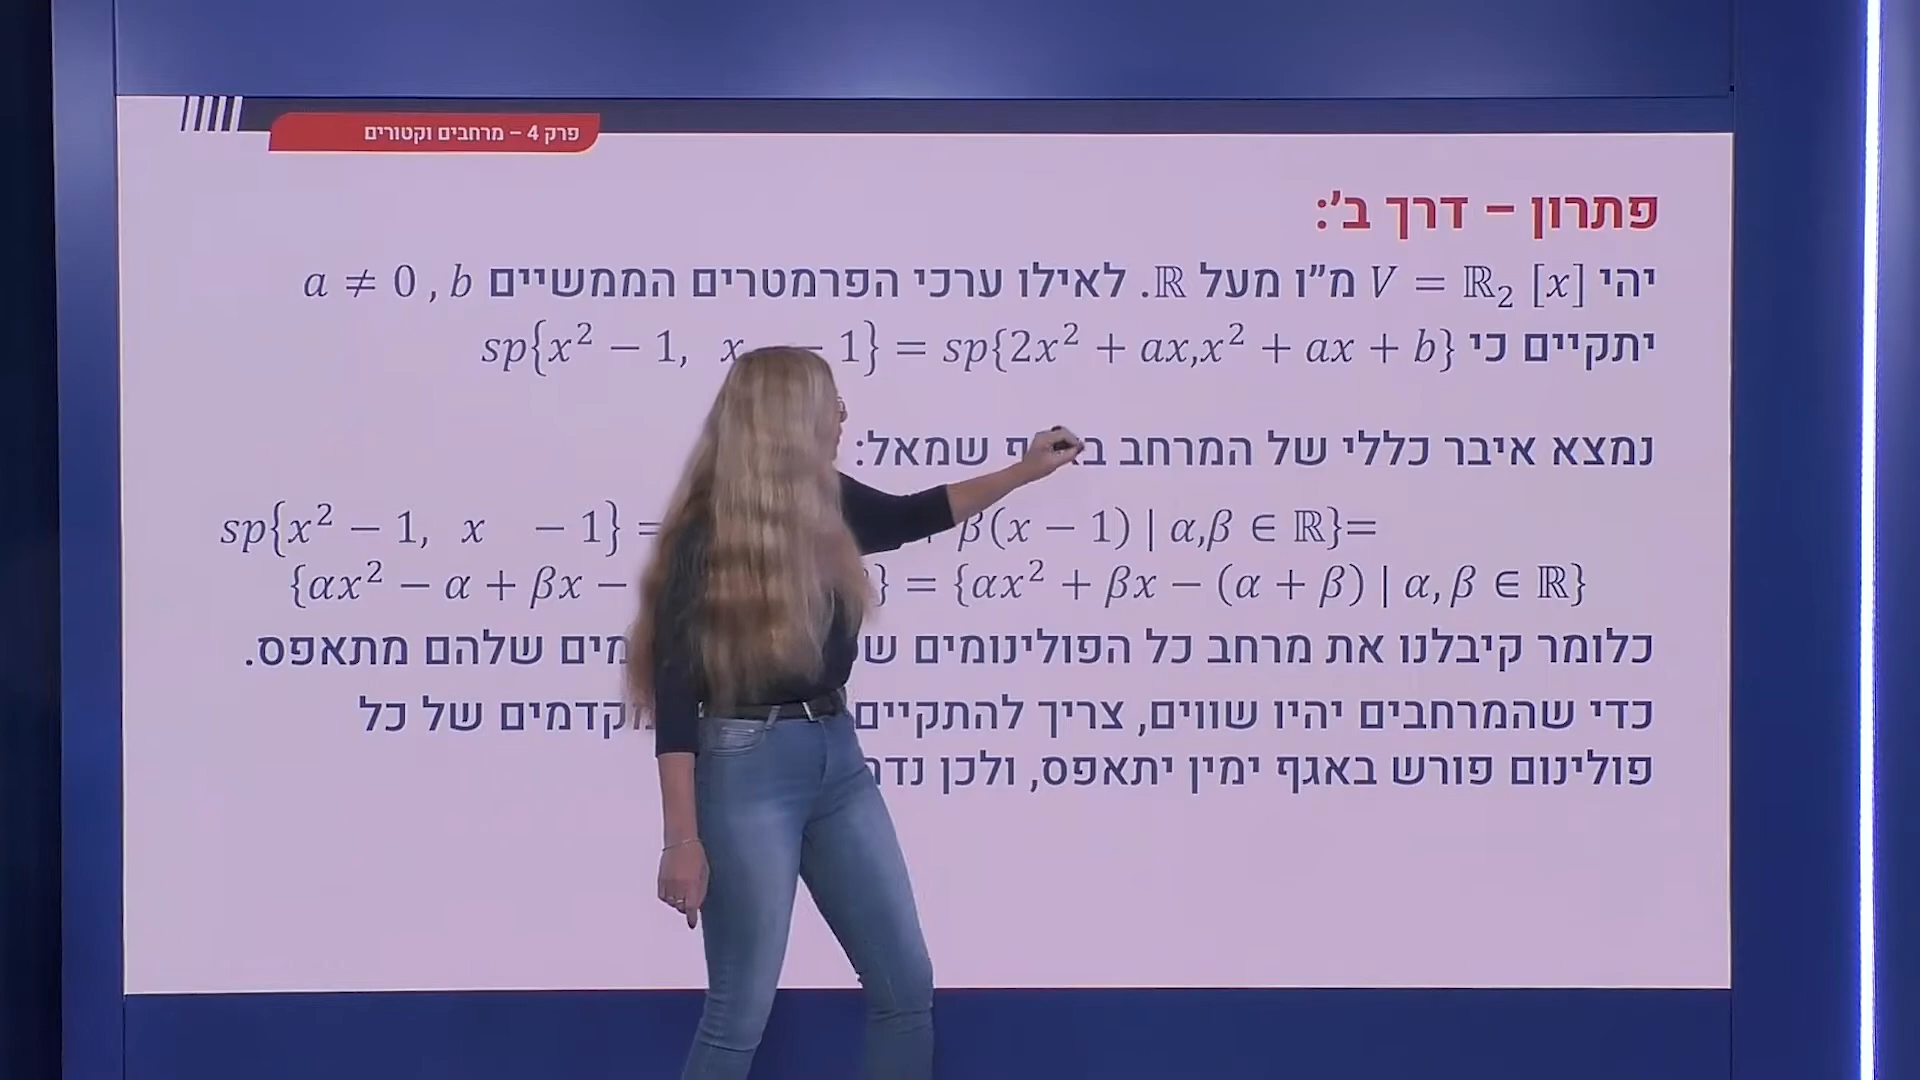 פרק 4 – מרחבים וקטורים
פתרון – דרך ב':
יהי V = ℝ₂ [x] מ"ו מעל ℝ. לאילו ערכי הפרמטרים הממשיים a ≠ 0 , b
יתקיים כי sp{x² − 1, x − 1} = sp{2x² + ax,x² + ax + b}
נמצא איבר כללי של המרחב שמאל:
sp{x² − 1, x − 1} = β(x − 1) | α,β ∈ ℝ}=
{αx² − α + βx − } = {αx² + βx − (α + β) | α, β ∈ ℝ}
כלומר קיבלנו את מרחב כל הפולינומים שלהם מתאפס.
כדי שהמרחבים יהיו שווים, צריך להתקיים של כל
פולינום פורש באגף ימין יתאפס, ולכן